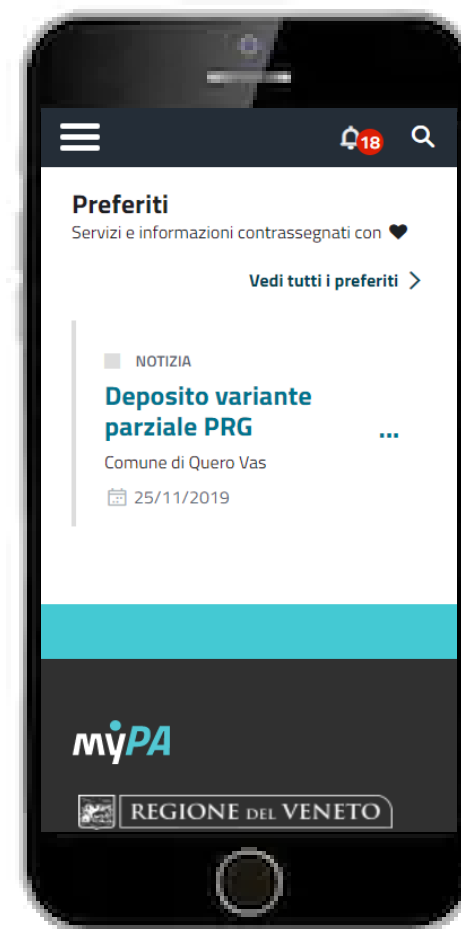 18
Preferiti
Servizi e informazioni contrassegnati con
Vedi tutti i preferiti
NOTIZIA
Deposito variante
parziale PRG
...
Comune di Quero Vas
25/11/2019
myPA
REGIONE DEL VENETO